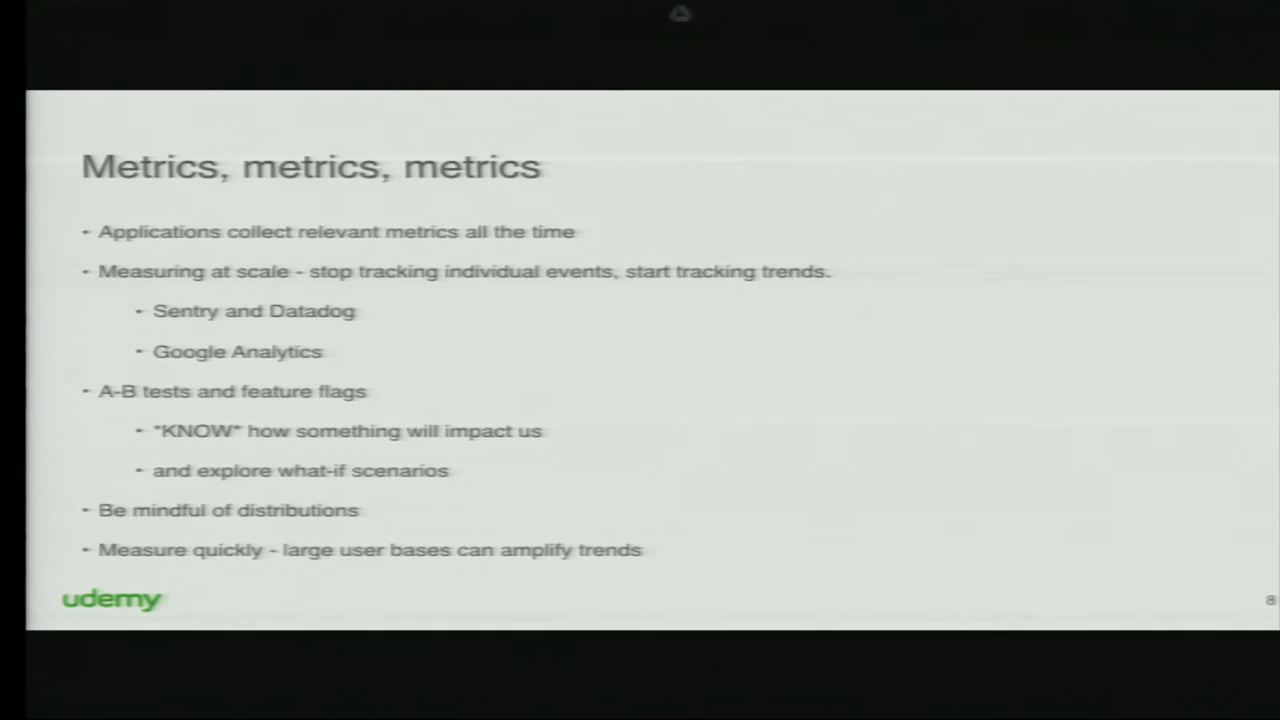 Metrics, metrics, metrics
- Applications collect relevant metrics all the time
- Measuring at scale - stop tracking individual events, start tracking trends.
- Sentry and Datadog
- Google Analytics
- A-B tests and feature flags
- *KNOW* how something will impact us
- and explore what-if scenarios
- Be mindful of distributions
- Measure quickly - large user bases can amplify trends
udemy
8